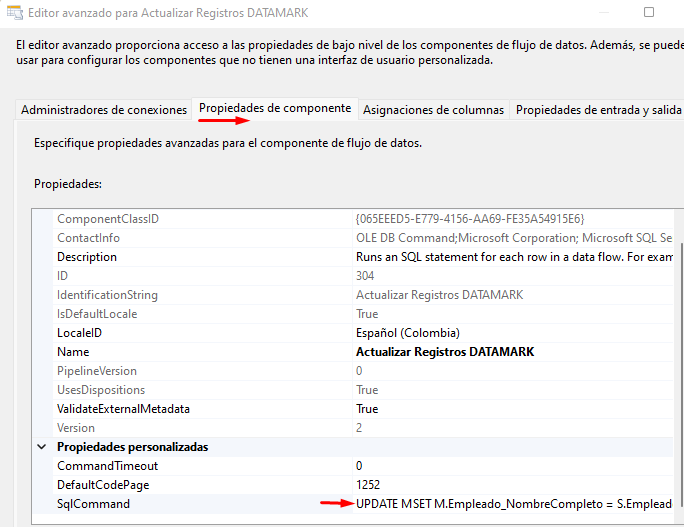 Editor avanzado para Actualizar Registros DATAMARK
El editor avanzado proporciona acceso a las propiedades de bajo nivel de los componentes de flujo de datos. Además, se puede
usar para configurar los componentes que no tienen una interfaz de usuario personalizada.
Administradores de conexiones Propiedades de componente Asignaciones de columnas Propiedades de entrada y salida
Especifique propiedades avanzadas para el componente de flujo de datos.
Propiedades:
ComponentClassID {065EEED5-E779-4156-AA69-FE35A54915E6}
ContactInfo OLE DB Command;Microsoft Corporation; Microsoft SQL Se
Description Runs an SQL statement for each row in a data flow. For exam
ID 304
IdentificationString Actualizar Registros DATAMARK
IsDefaultLocale True
LocaleID Español (Colombia)
Name Actualizar Registros DATAMARK
PipelineVersion 0
UsesDispositions True
ValidateExternalMetadata True
Version 2
Propiedades personalizadas
CommandTimeout 0
DefaultCodePage 1252
SqlCommand UPDATE MSET M.Empleado_NombreCompleto = S.Emplead